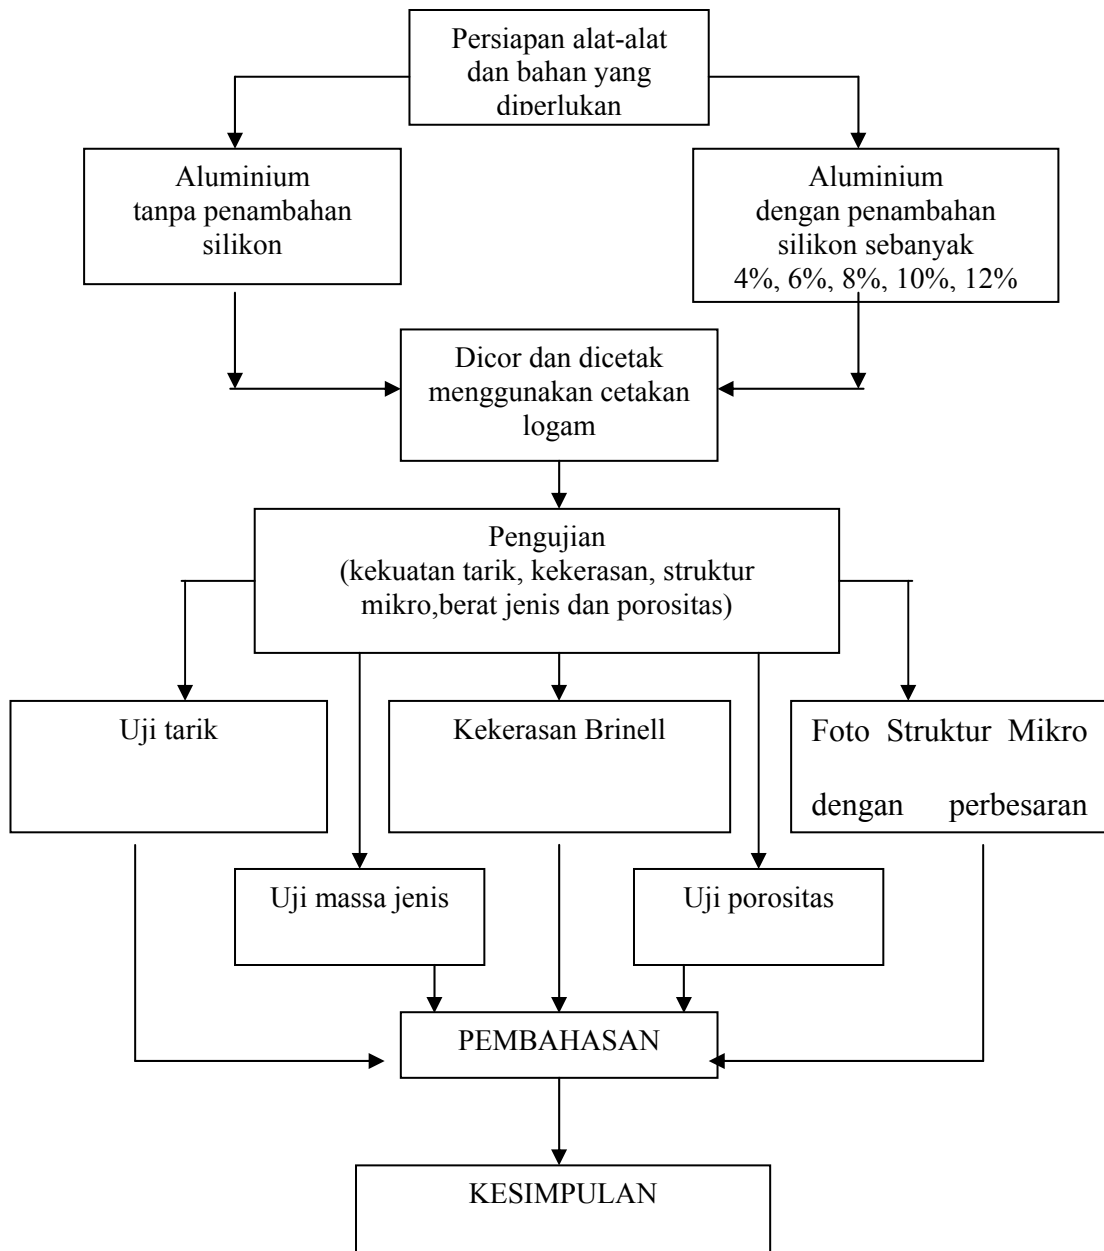 Persiapan alat-alat
dan bahan yang
diperlukan
Aluminium
tanpa penambahan
silikon
Aluminium
dengan penambahan
silikon sebanyak
4%, 6%, 8%, 10%, 12%
Dicor dan dicetak
menggunakan cetakan
logam
Pengujian
(kekuatan tarik, kekerasan, struktur
mikro,berat jenis dan porositas)
Uji tarik
Kekerasan Brinell
Foto Struktur Mikro
dengan perbesaran
Uji massa jenis
Uji porositas
PEMBAHASAN
KESIMPULAN